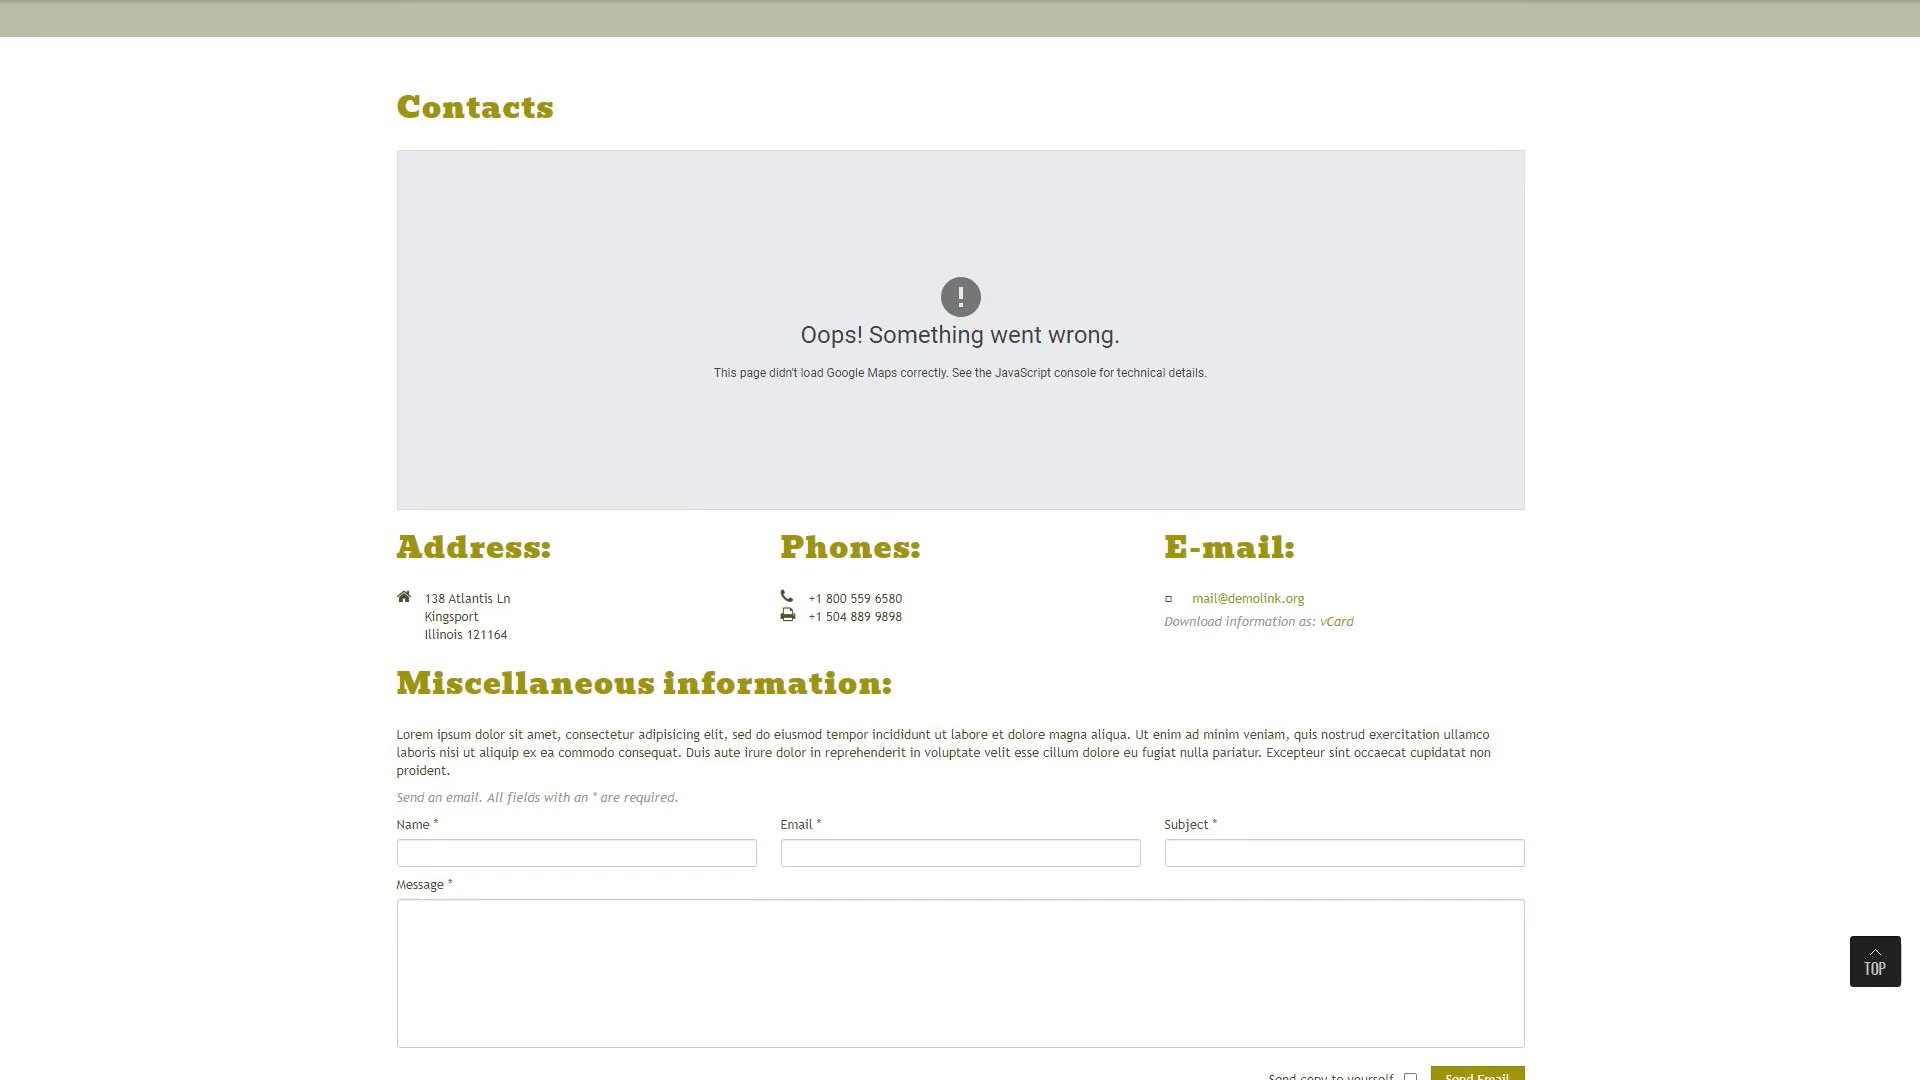 Contacts
Oops! Something went wrong.
This page didn't load Google Maps correctly. See the JavaScript console for technical details.
Address:
138 Atlantis Ln
Kingsport
Illinois 121164
Phones:
+1 800 559 6580
+1 504 889 9898
E-mail:
mail@demolink.org
Download information as: vCard
Miscellaneous information:
Lorem ipsum dolor sit amet, consectetur adipisicing elit, sed do eiusmod tempor incididunt ut labore et dolore magna aliqua. Ut enim ad minim veniam, quis nostrud exercitation ullamco
laboris nisi ut aliquip ex ea commodo consequat. Duis aute irure dolor in reprehenderit in voluptate velit esse cillum dolore eu fugiat nulla pariatur. Excepteur sint occaecat cupidatat non
proident.
Send an email. All fields with an * are required.
Name *
Email *
Subject *
Message *
TOP
Send copy to yourself
Send Email